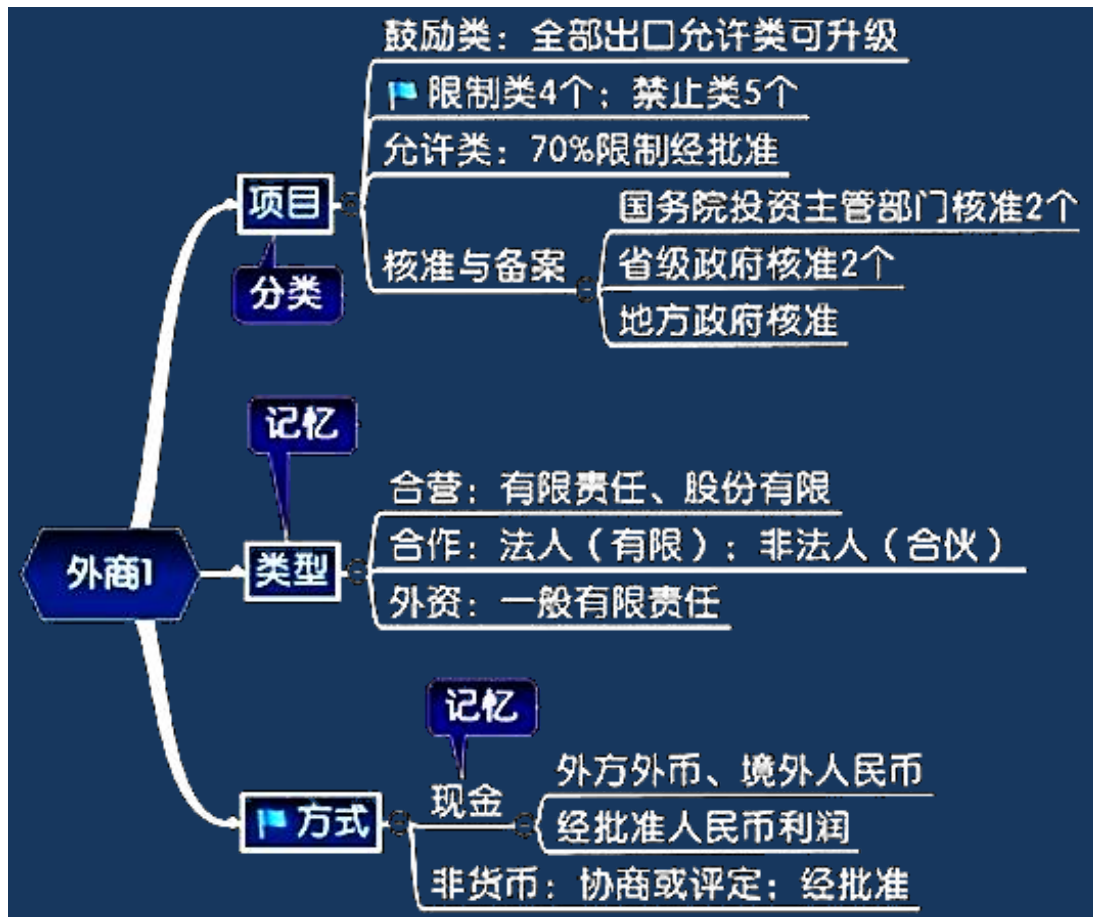 外商1
项目
分类
鼓励类：全部出口允许类可升级
限制类4个；禁止类5个
允许类：70%限制经批准
核准与备案
国务院投资主管部门核准2个
省级政府核准2个
地方政府核准
记忆
类型
合营：有限责任、股份有限
合作：法人（有限）；非法人（合伙）
外资：一般有限责任
方式
记忆
现金
外方外币、境外人民币
经批准人民币利润
非货币：协商或评定；经批准